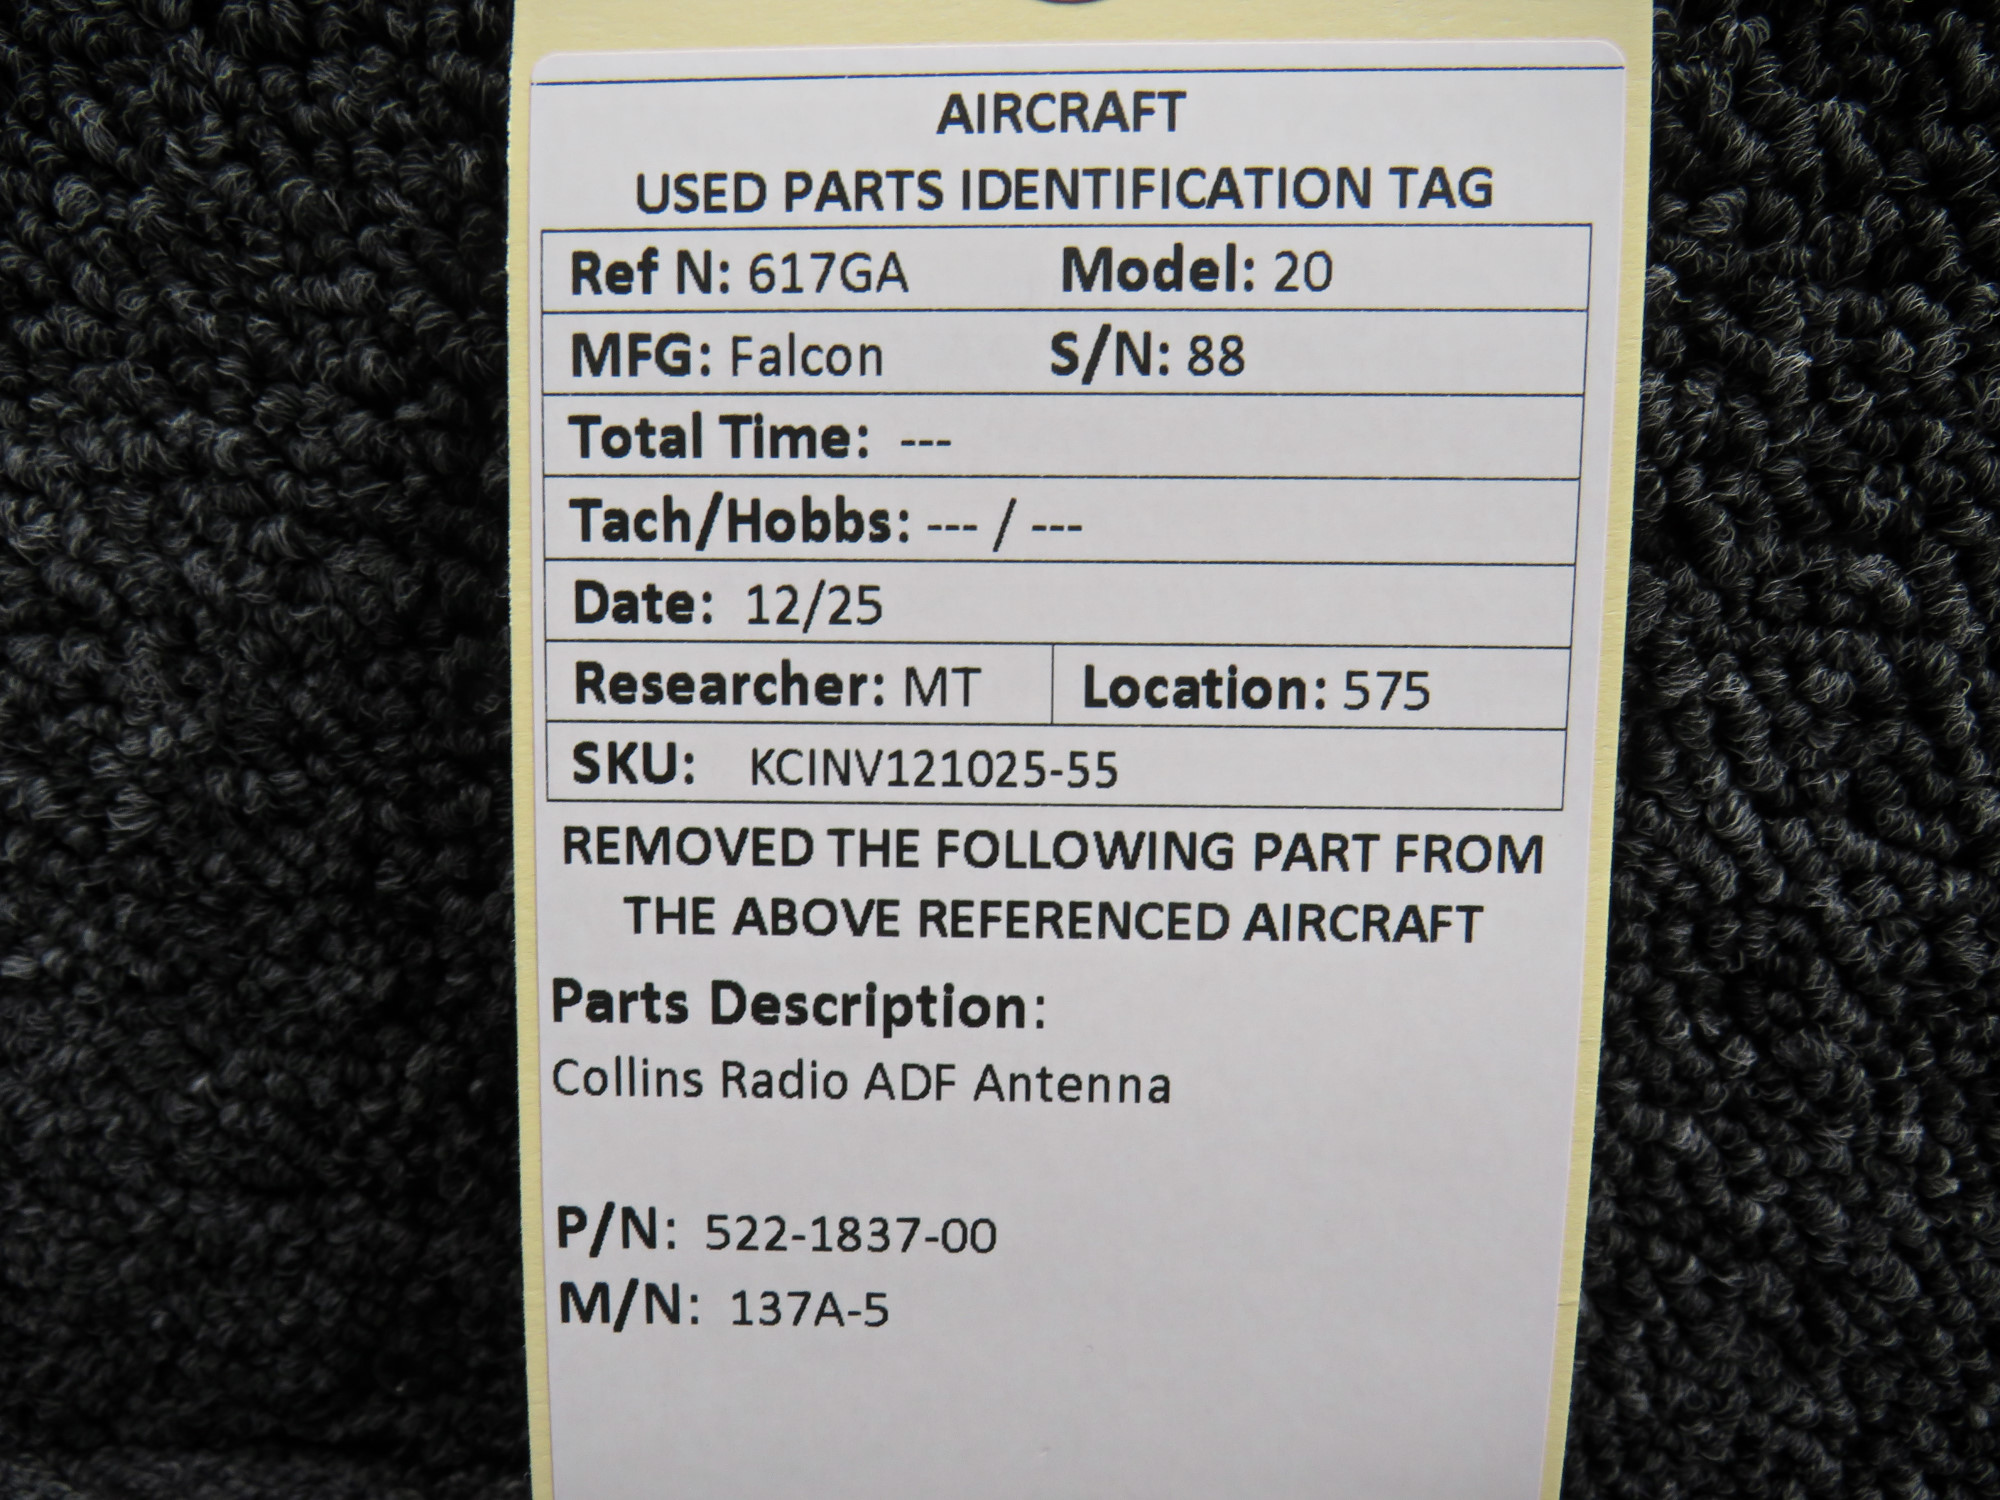 AIRCRAFT
USED PARTS IDENTIFICATION TAG
Ref N: 617GA Model: 20
MFG: Falcon S/N: 88
Total Time: ---
Tach/Hobbs: --- / ---
Date: 12/25
Researcher: MT Location: 575
SKU: KCINV121025-55
REMOVED THE FOLLOWING PART FROM
THE ABOVE REFERENCED AIRCRAFT
Parts Description:
Collins Radio ADF Antenna
P/N: 522-1837-00
M/N: 137A-5